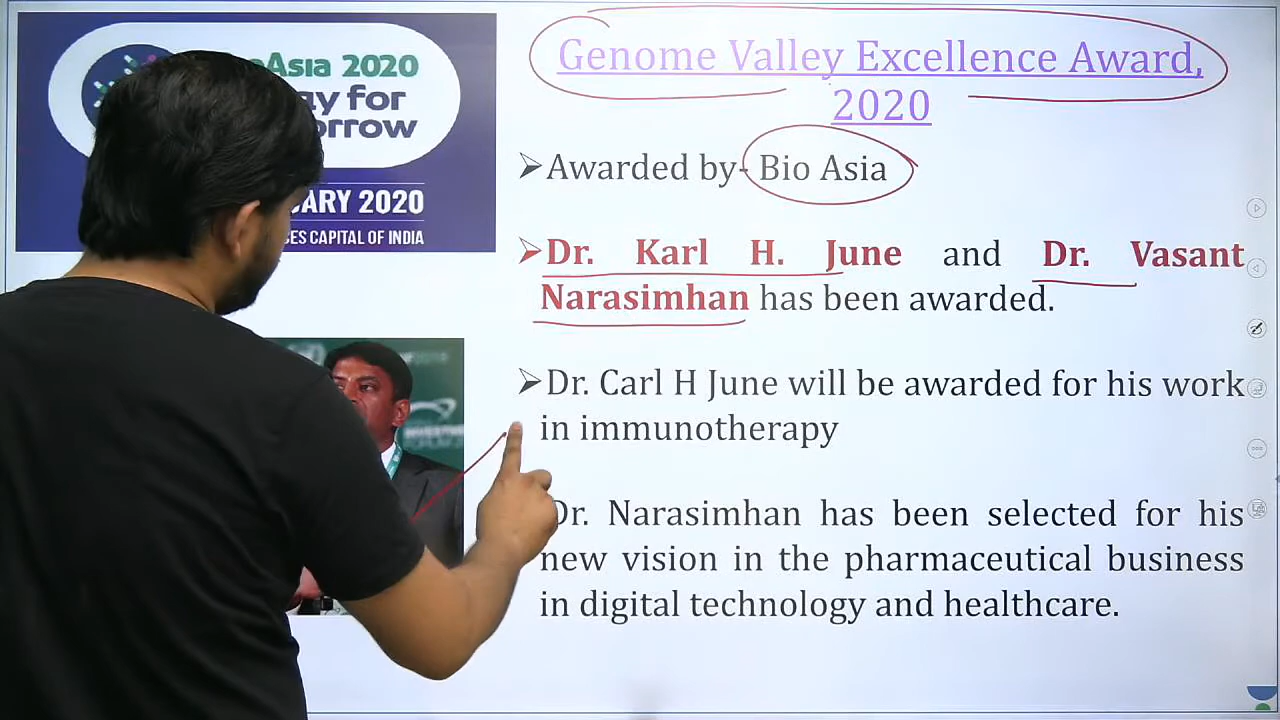 Asia 2020
ay for
orrow
ARY 2020
CES CAPITAL OF INDIA
Genome Valley Excellence Award,
2020
➢Awarded by- Bio Asia
➢Dr. Karl H. June and Dr. Vasant
Narasimhan has been awarded.
➢Dr. Carl H June will be awarded for his work
in immunotherapy
Dr. Narasimhan has been selected for his
new vision in the pharmaceutical business
in digital technology and healthcare.